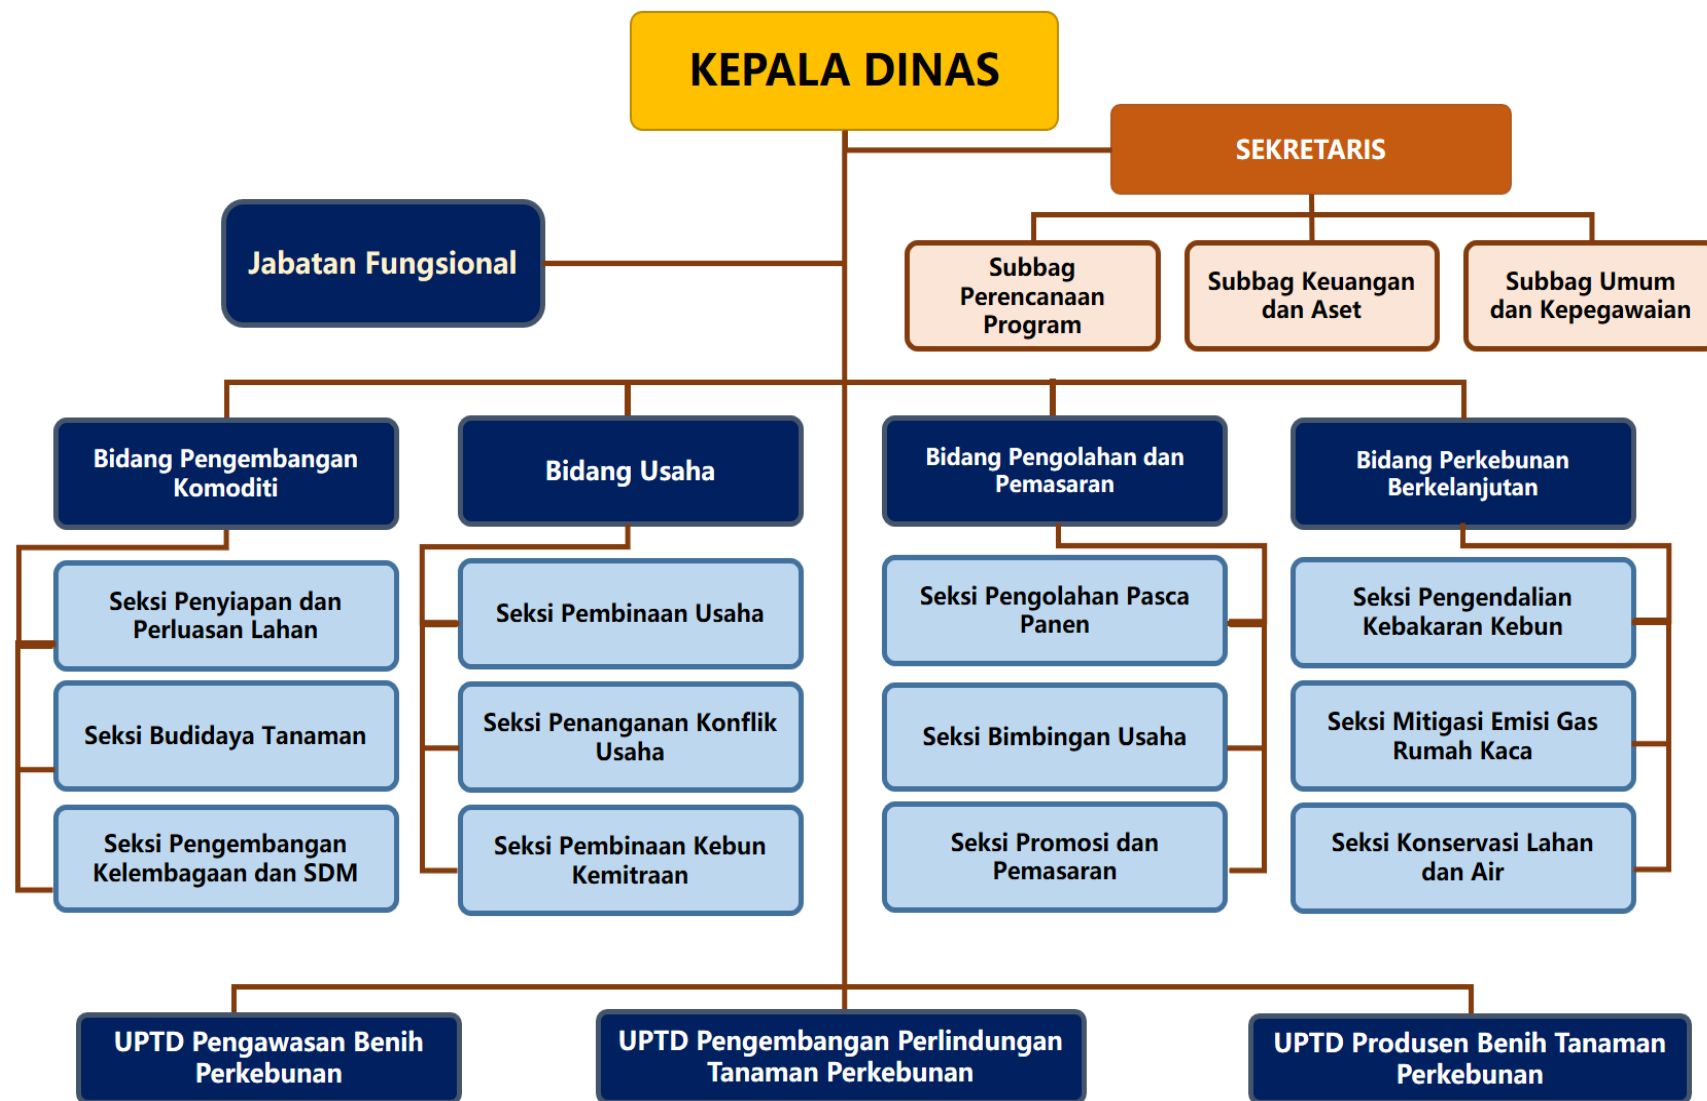 KEPALA DINAS
SEKRETARIS
Jabatan Fungsional
Subbag
Perencanaan
Program
Subbag Keuangan
dan Aset
Subbag Umum
dan Kepegawaian
Bidang Pengembangan
Komoditi
Bidang Usaha
Bidang Pengolahan dan
Pemasaran
Bidang Perkebunan
Berkelanjutan
Seksi Penyiapan dan
Perluasan Lahan
Seksi Budidaya Tanaman
Seksi Pengembangan
Kelembagaan dan SDM
Seksi Pembinaan Usaha
Seksi Penanganan Konflik
Usaha
Seksi Pembinaan Kebun
Kemitraan
Seksi Pengolahan Pasca
Panen
Seksi Bimbingan Usaha
Seksi Promosi dan
Pemasaran
Seksi Pengendalian
Kebakaran Kebun
Seksi Mitigasi Emisi Gas
Rumah Kaca
Seksi Konservasi Lahan
dan Air
UPTD Pengawasan Benih
Perkebunan
UPTD Pengembangan Perlindungan
Tanaman Perkebunan
UPTD Produsen Benih Tanaman
Perkebunan